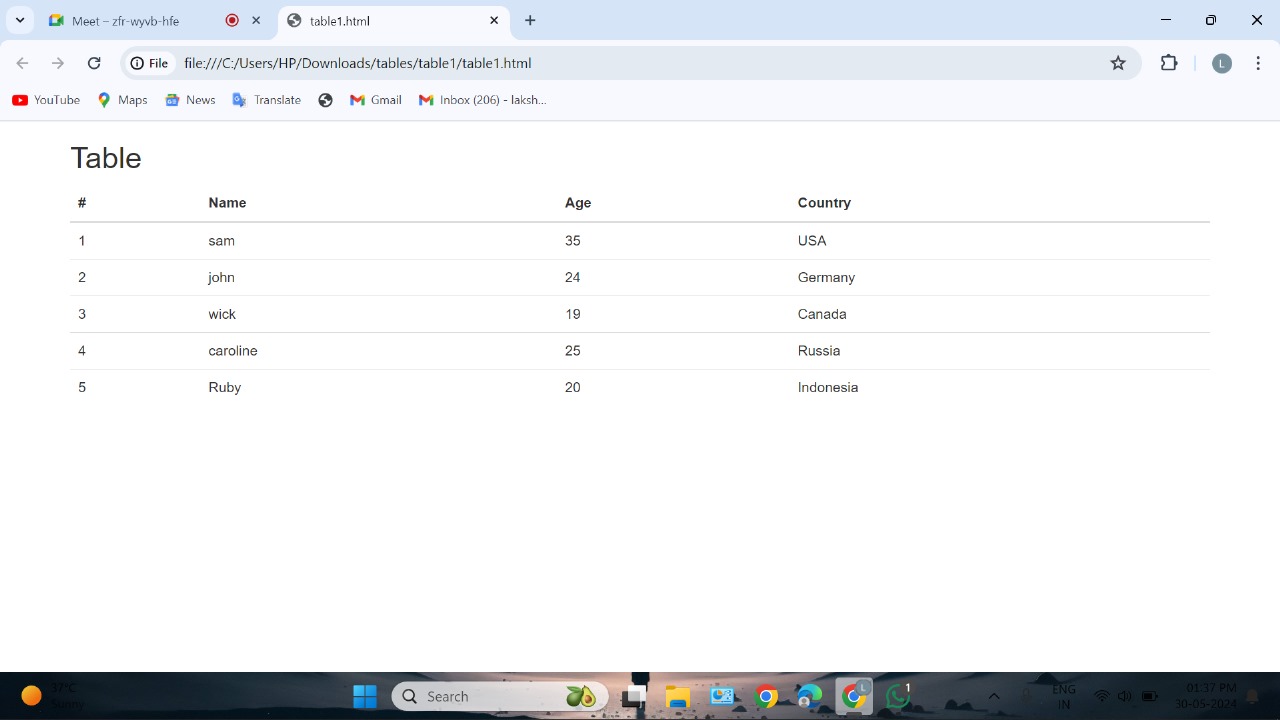 Meet – zfr-wyvb-hfe
table1.html
File file:///C:/Users/HP/Downloads/tables/table1/table1.html
L
YouTube Maps News Translate Gmail Inbox (206) - laksh...
Table
# Name Age Country
1 sam 35 USA
2 john 24 Germany
3 wick 19 Canada
4 caroline 25 Russia
5 Ruby 20 Indonesia
37°C
Sunny
Search
L
1
ENG
IN
01:37 PM
30-05-2024